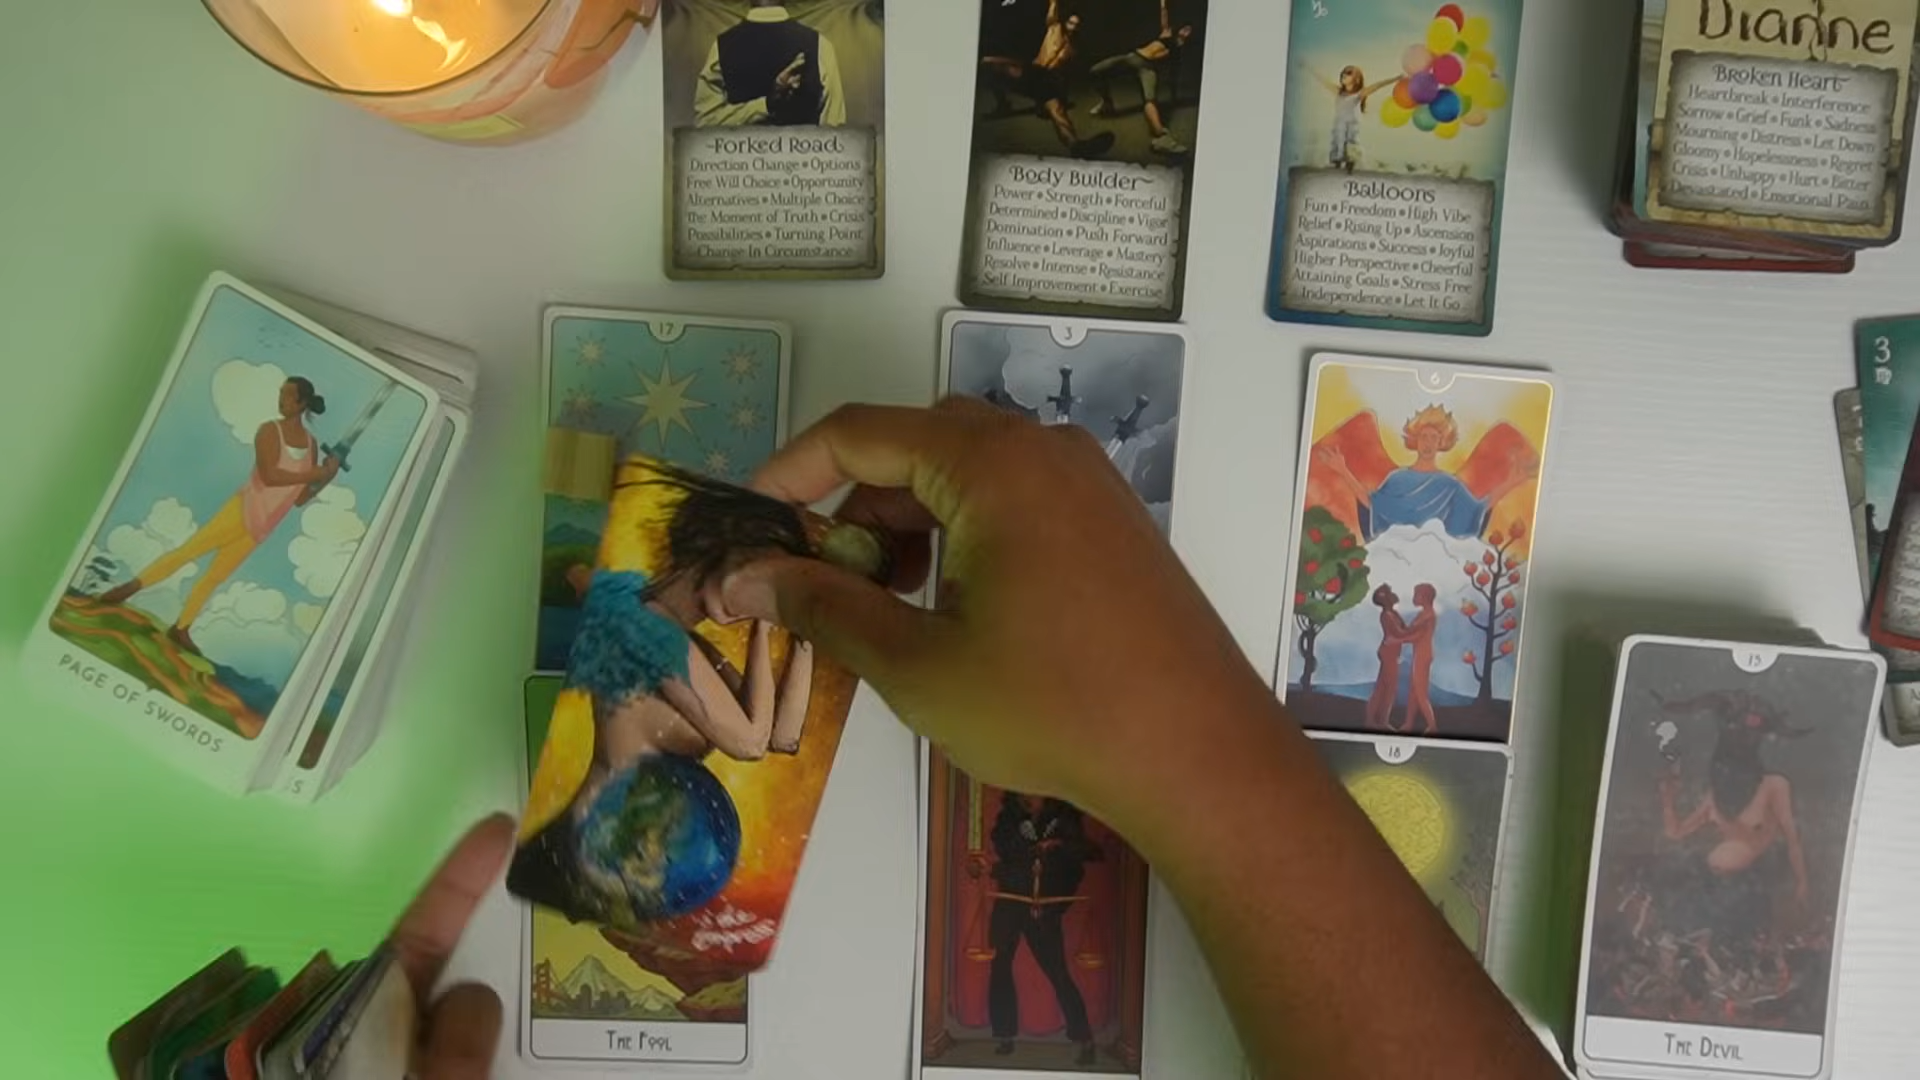 Forked Road
Direction Change • Options
Free Will Choice • Opportunity
Alternatives • Multiple Choice
The Moment of Truth • Crisis
Possibilities • Turning Point
Change In Circumstance
Body Builder
Power • Strength • Forceful
Determined • Discipline • Vigor
Domination • Push Forward
Influence • Leverage • Mastery
Resolve • Intense • Resistance
Self Improvement • Exercise
Balloons
Fun • Freedom • High Vibe
Relief • Rising Up • Ascension
Aspirations • Success • Joyful
Higher Perspective • Cheerful
Attaining Goals • Stress Free
Independence • Let It Go
Dianne
Broken Heart
Heartbreak • Interference
Sorrow • Grief • Funk • Sadness
Mourning • Distress • Let Down
Gloomy • Hopelessness • Regret
Crisis • Unhappy • Hurt • Bitter
Devastated • Emotional Pain
17
3
6
3
PAGE OF SWORDS
S
18
15
The Fool
The Devil